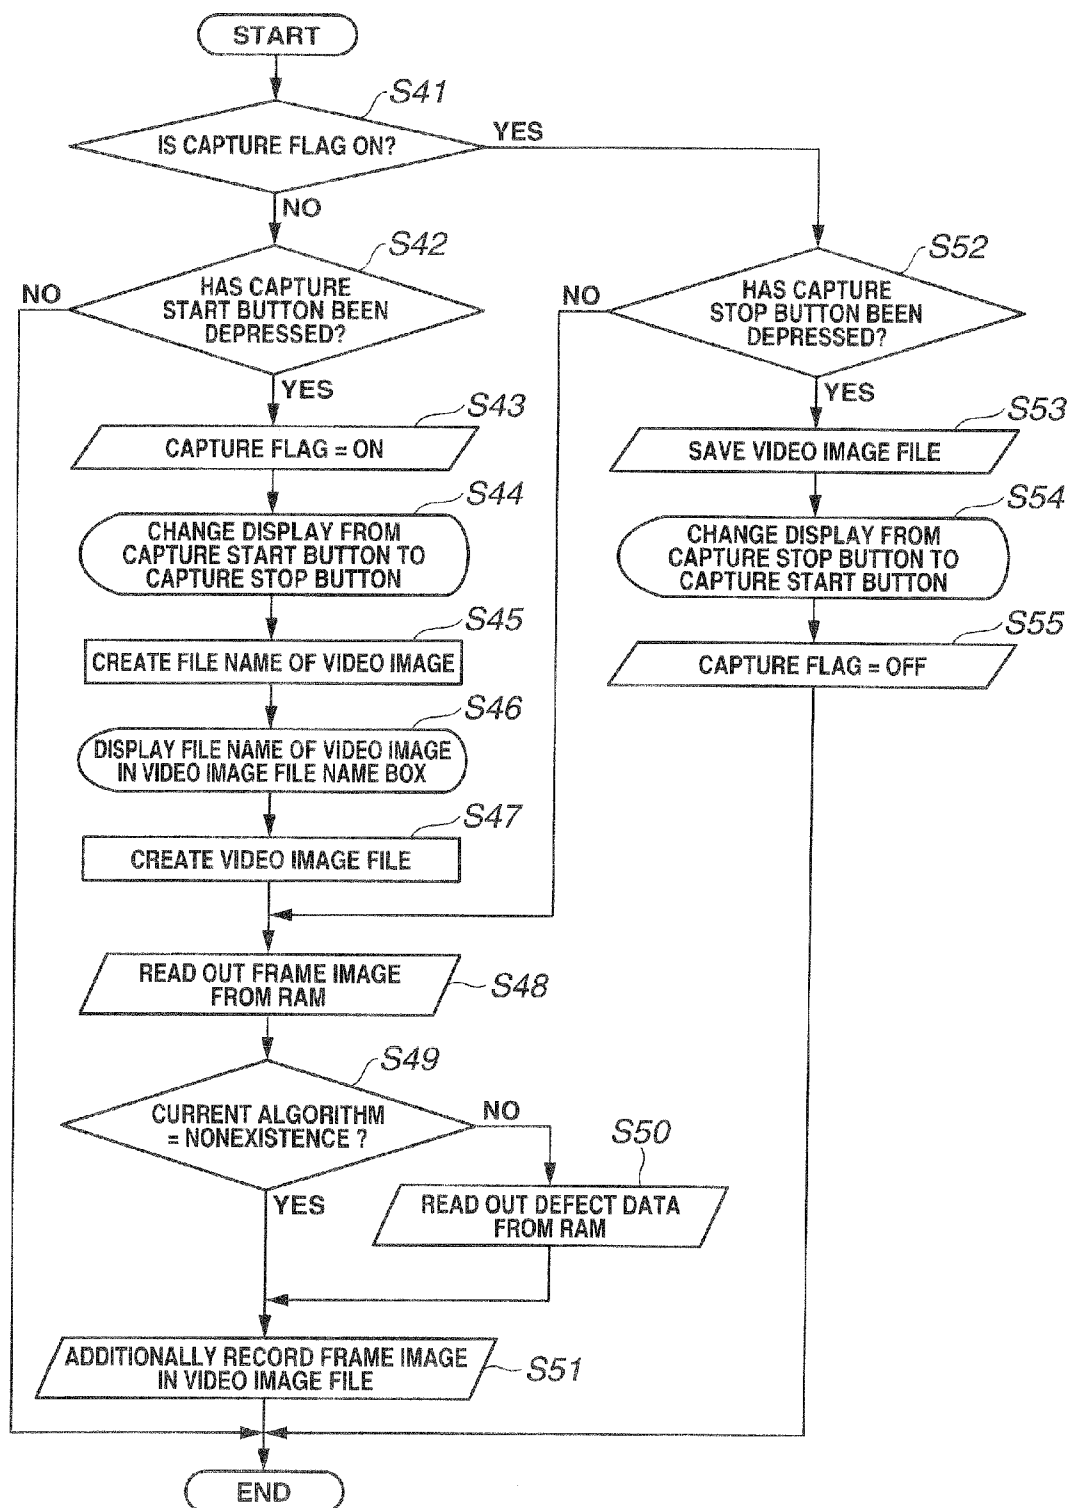 START
S41
IS CAPTURE FLAG ON?
YES
NO
S42
HAS CAPTURE
START BUTTON BEEN
DEPRESSED?
NO
YES
S52
HAS CAPTURE
STOP BUTTON BEEN
DEPRESSED?
NO
YES
S43
CAPTURE FLAG = ON
S53
SAVE VIDEO IMAGE FILE
S44
CHANGE DISPLAY FROM
CAPTURE START BUTTON TO
CAPTURE STOP BUTTON
S54
CHANGE DISPLAY FROM
CAPTURE STOP BUTTON TO
CAPTURE START BUTTON
S45
CREATE FILE NAME OF VIDEO IMAGE
S55
CAPTURE FLAG = OFF
S46
DISPLAY FILE NAME OF VIDEO IMAGE
IN VIDEO IMAGE FILE NAME BOX
S47
CREATE VIDEO IMAGE FILE
READ OUT FRAME IMAGE
FROM RAM
S48
S49
CURRENT ALGORITHM
= NONEXISTENCE ?
NO
YES
S50
READ OUT DEFECT DATA
FROM RAM
ADDITIONALLY RECORD FRAME IMAGE
IN VIDEO IMAGE FILE
S51
END